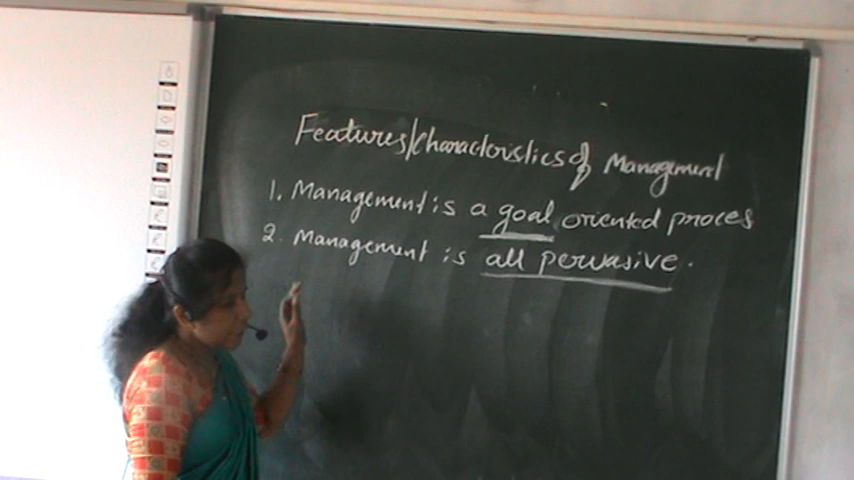 Features/Characteristics of Management
1. Management is a goal oriented proces
2. Management is all pervasive.